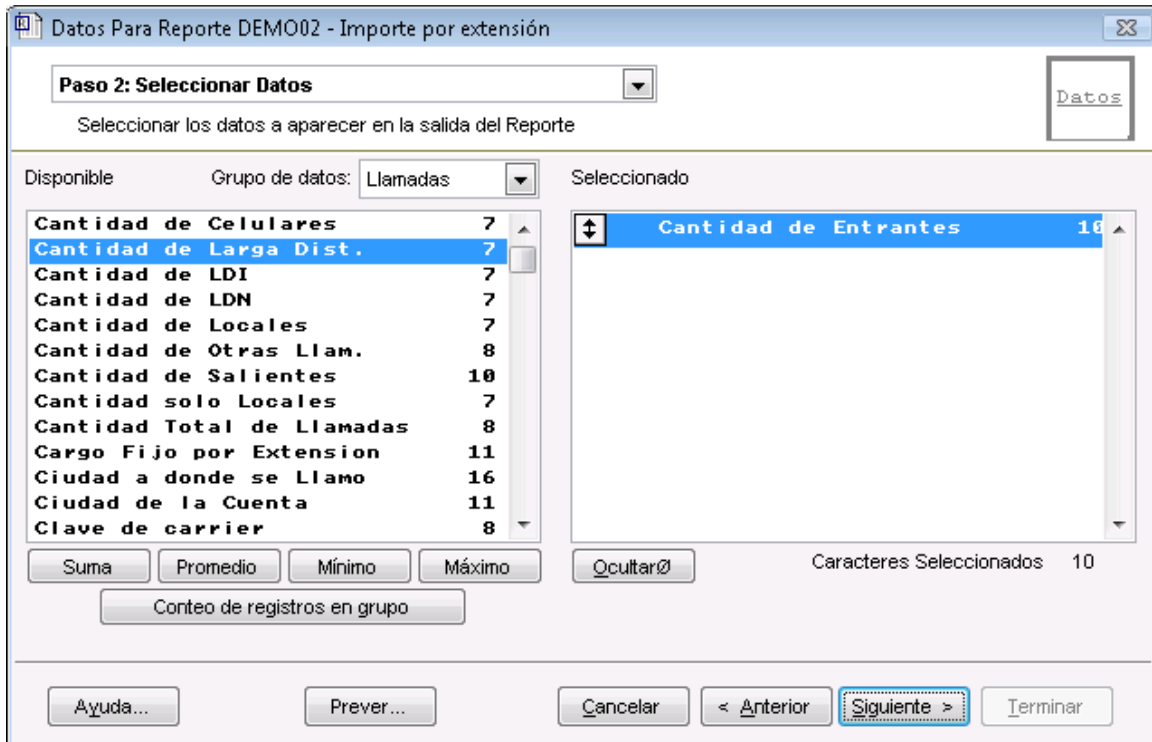 Datos Para Reporte DEMO02 - Importe por extensión
Paso 2: Seleccionar Datos
Datos
Seleccionar los datos a aparecer en la salida del Reporte
Disponible Grupo de datos: Llamadas Seleccionado
Cantidad de Celulares 7
Cantidad de Larga Dist. 7
Cantidad de LDI 7
Cantidad de LDN 7
Cantidad de Locales 7
Cantidad de Otras Llam. 8
Cantidad de Salientes 10
Cantidad solo Locales 7
Cantidad Total de Llamadas 8
Cargo Fijo por Extension 11
Ciudad a donde se Llamo 16
Ciudad de la Cuenta 11
Clave de carrier 8
Cantidad de Entrantes 10
Suma Promedio Mínimo Máximo
OcultarØ Caracteres Seleccionados 10
Conteo de registros en grupo
Ayuda... Prever... Cancelar < Anterior Siguiente > Terminar